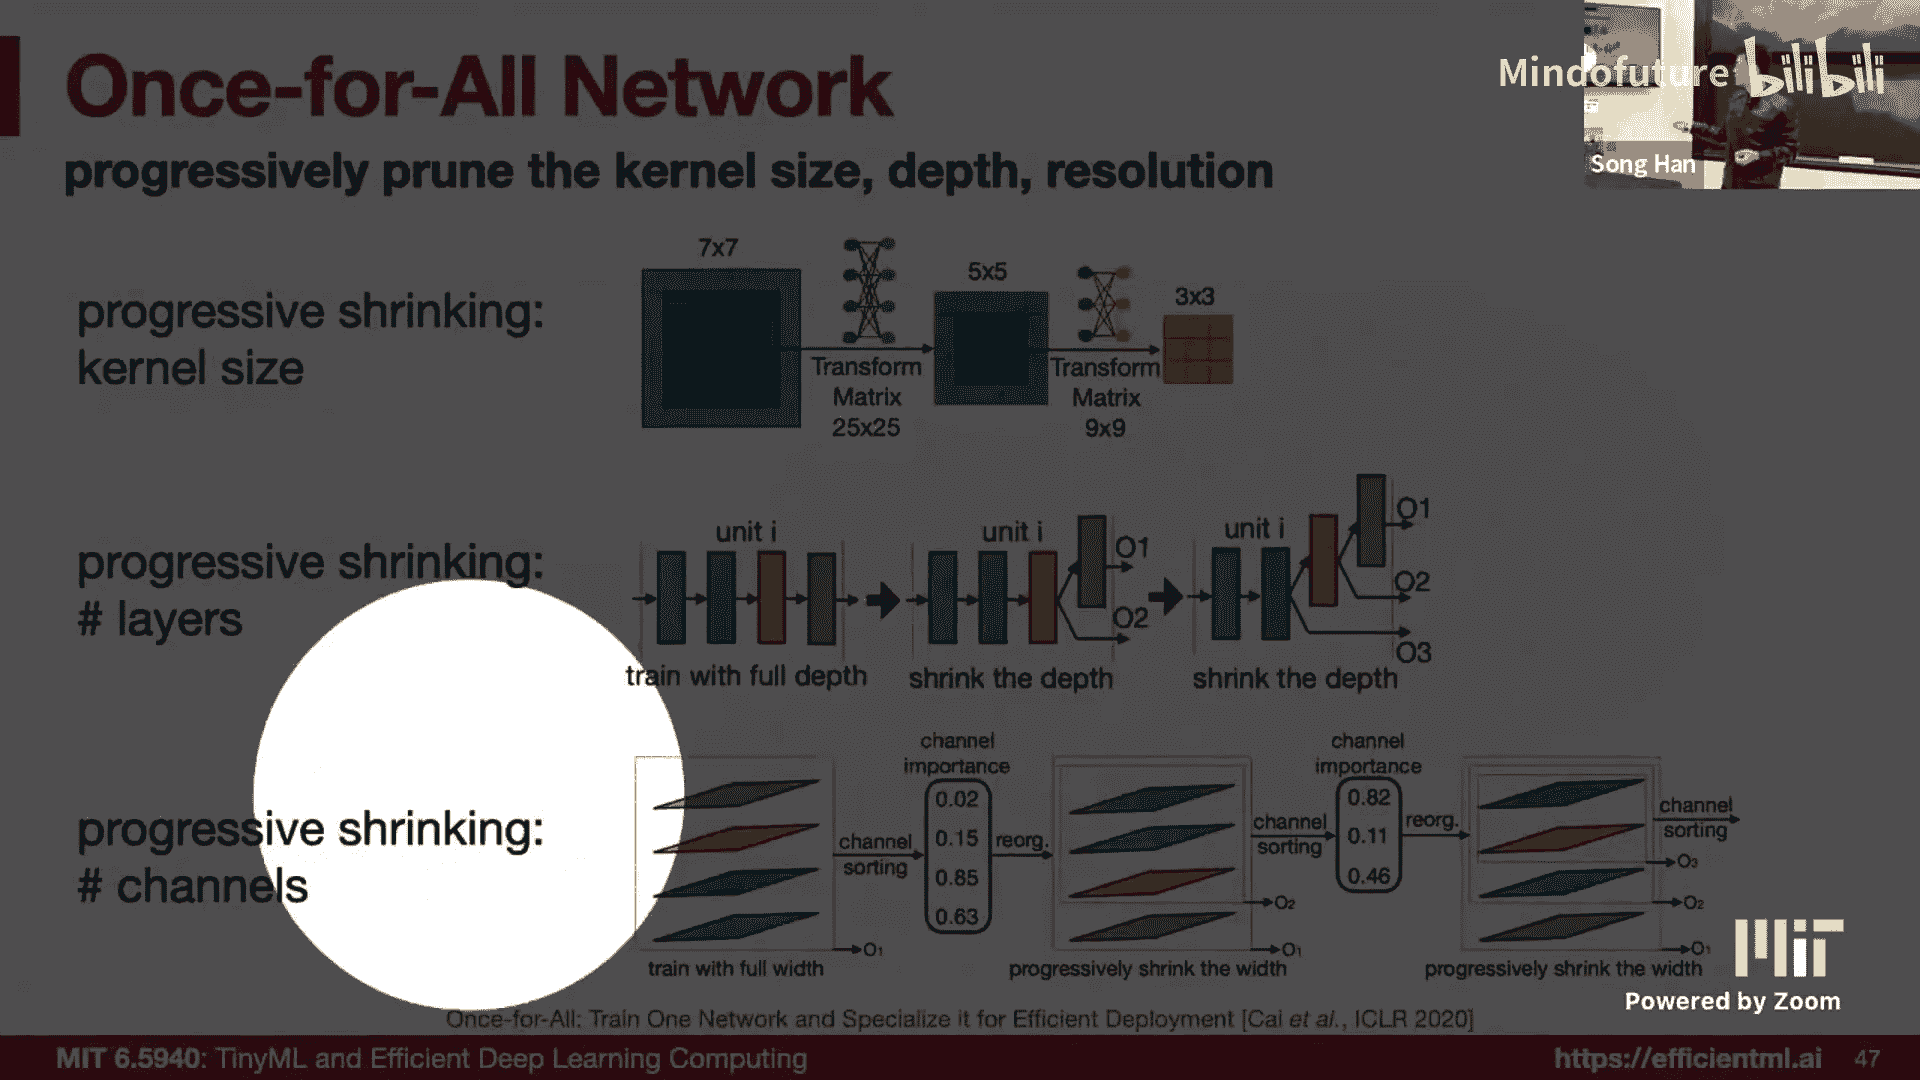 Once-for-All Network
Mindofuture bilibili
Song Han
progressively prune the kernel size, depth, resolution
progressive shrinking:
kernel size
7x7
Transform
Matrix
25x25
5x5
Transform
Matrix
9x9
3x3
progressive shrinking:
# layers
unit i
train with full depth
unit i
O1
O2
shrink the depth
unit i
O1
O2
O3
shrink the depth
progressive shrinking:
# channels
O1
train with full width
channel
sorting
channel
importance
0.02
0.15
0.85
0.63
reorg.
O2
O1
progressively shrink the width
channel
sorting
channel
importance
0.82
0.11
0.46
reorg.
channel
sorting
O3
O2
O1
progressively shrink the width
MIT
Powered by Zoom
Once-for-All: Train One Network and Specialize it for Efficient Deployment [Cai et al., ICLR 2020]
MIT 6.5940: TinyML and Efficient Deep Learning Computing
https://efficientml.ai
47